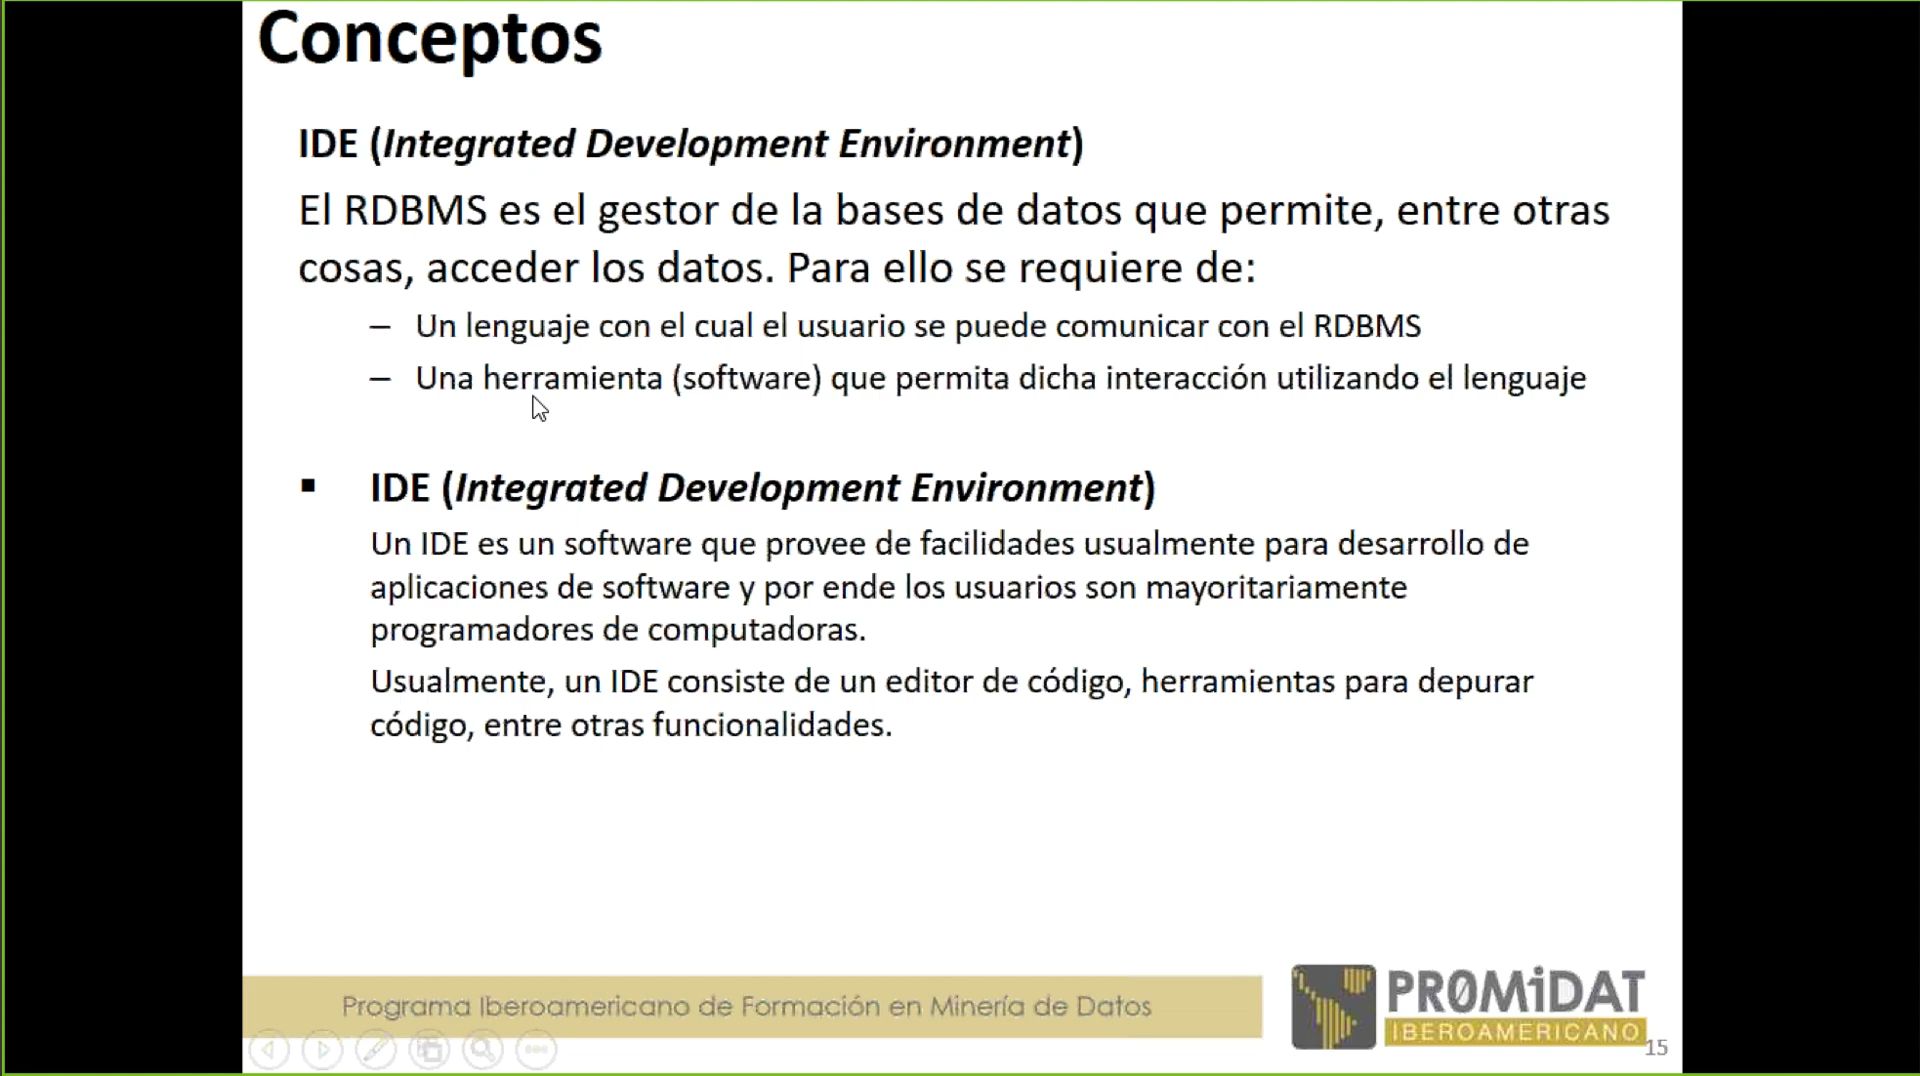 Conceptos
IDE (Integrated Development Environment)
El RDBMS es el gestor de la bases de datos que permite, entre otras
cosas, acceder los datos. Para ello se requiere de:
– Un lenguaje con el cual el usuario se puede comunicar con el RDBMS
– Una herramienta (software) que permita dicha interacción utilizando el lenguaje
▪ IDE (Integrated Development Environment)
Un IDE es un software que provee de facilidades usualmente para desarrollo de
aplicaciones de software y por ende los usuarios son mayoritariamente
programadores de computadoras.
Usualmente, un IDE consiste de un editor de código, herramientas para depurar
código, entre otras funcionalidades.
Programa Iberoamericano de Formación en Minería de Datos
PR0MiDAT
IBEROAMERICANO
15